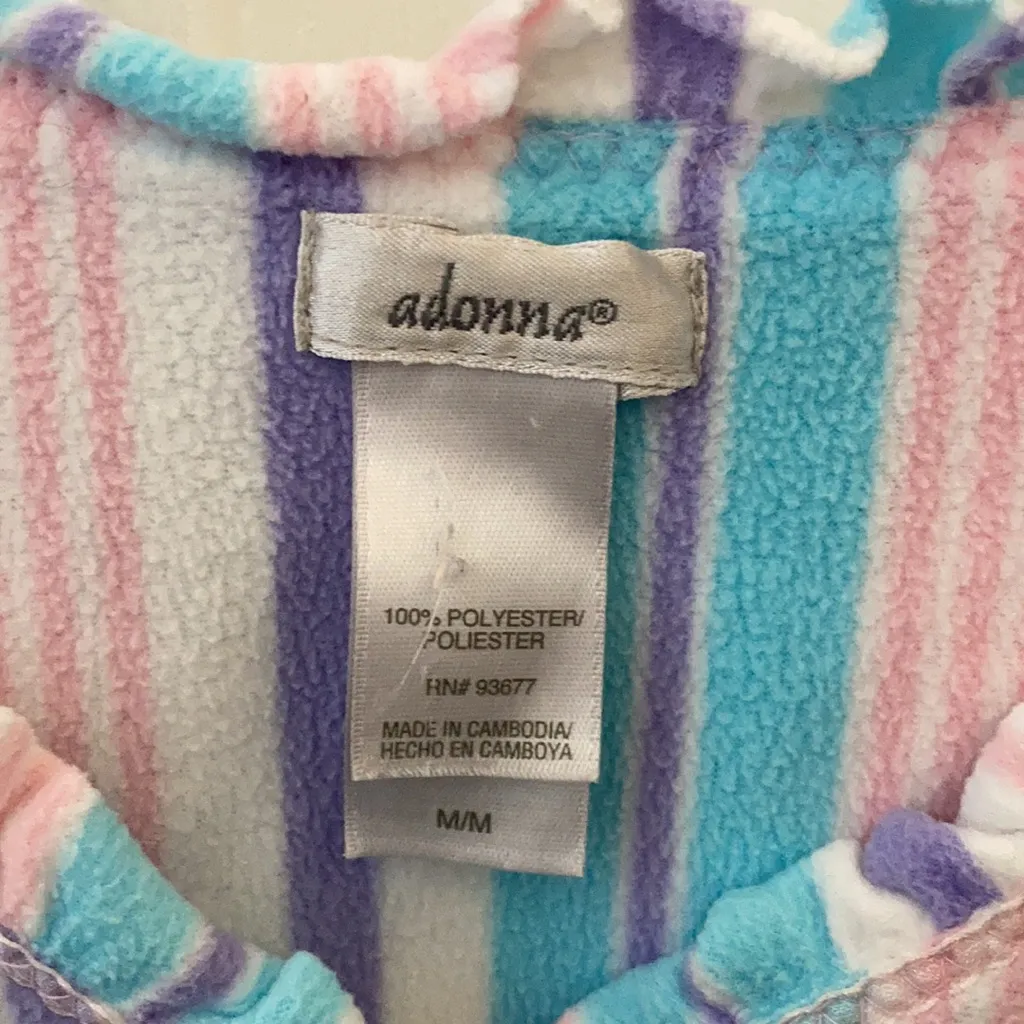 adonna®
100% POLYESTER/
POLIESTER
RN# 93677
MADE IN CAMBODIA/
HECHO EN CAMBOYA
M/M